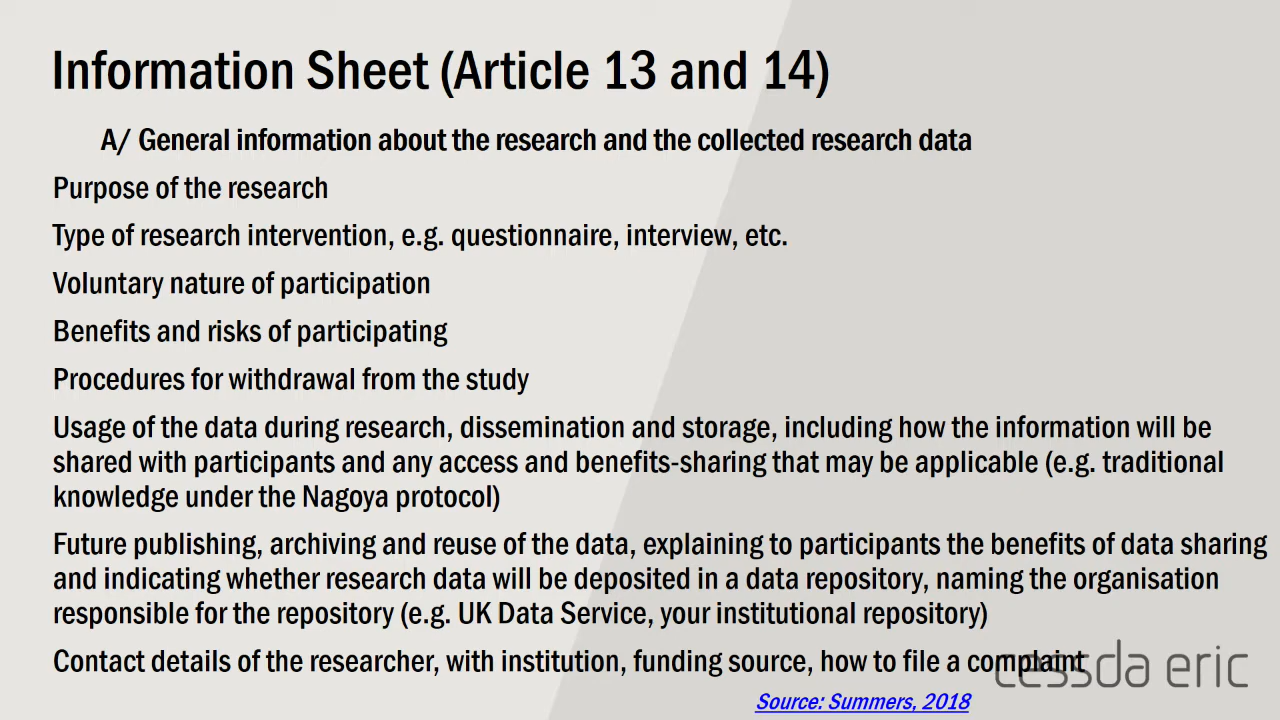 Information Sheet (Article 13 and 14)
A/ General information about the research and the collected research data
Purpose of the research
Type of research intervention, e.g. questionnaire, interview, etc.
Voluntary nature of participation
Benefits and risks of participating
Procedures for withdrawal from the study
Usage of the data during research, dissemination and storage, including how the information will be
shared with participants and any access and benefits-sharing that may be applicable (e.g. traditional
knowledge under the Nagoya protocol)
Future publishing, archiving and reuse of the data, explaining to participants the benefits of data sharing
and indicating whether research data will be deposited in a data repository, naming the organisation
responsible for the repository (e.g. UK Data Service, your institutional repository)
Contact details of the researcher, with institution, funding source, how to file a complaint
cessda eric
Source: Summers, 2018